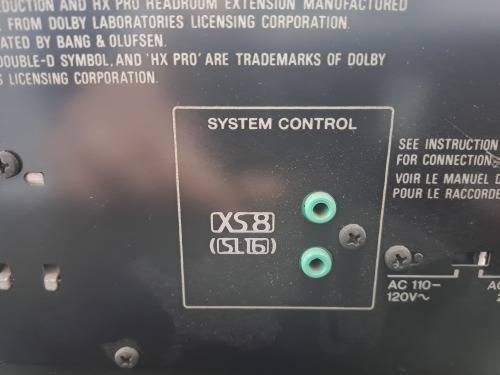 DUCTION AND HX PRO HEADROOM EXTENSION MANUFACTURED
E FROM DOLBY LABORATORIES LICENSING CORPORATION.
ATED BY BANG & OLUFSEN.
DOUBLE-D SYMBOL, AND 'HX PRO' ARE TRADEMARKS OF DOLBY
S LICENSING CORPORATION.
SYSTEM CONTROL
XS8
(SL16)
SEE INSTRUCTION
FOR CONNECTION
VOIR LE MANUEL D
POUR LE RACCORDE
AC 110-
120V~